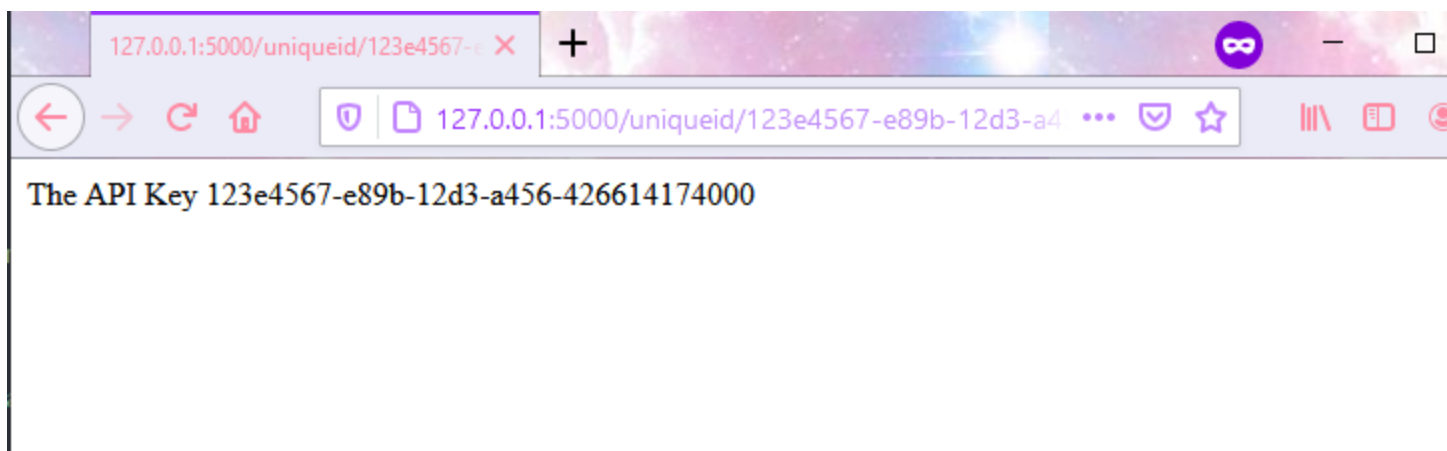 127.0.0.1:5000/uniqueid/123e4567-e
127.0.0.1:5000/uniqueid/123e4567-e89b-12d3-a4
The API Key 123e4567-e89b-12d3-a456-426614174000